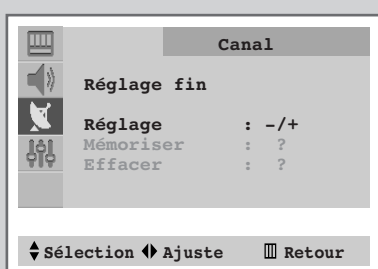 Canal
Réglage fin
Réglage : -/+
Mémoriser : ?
Effacer : ?
Sélection Ajuste Retour